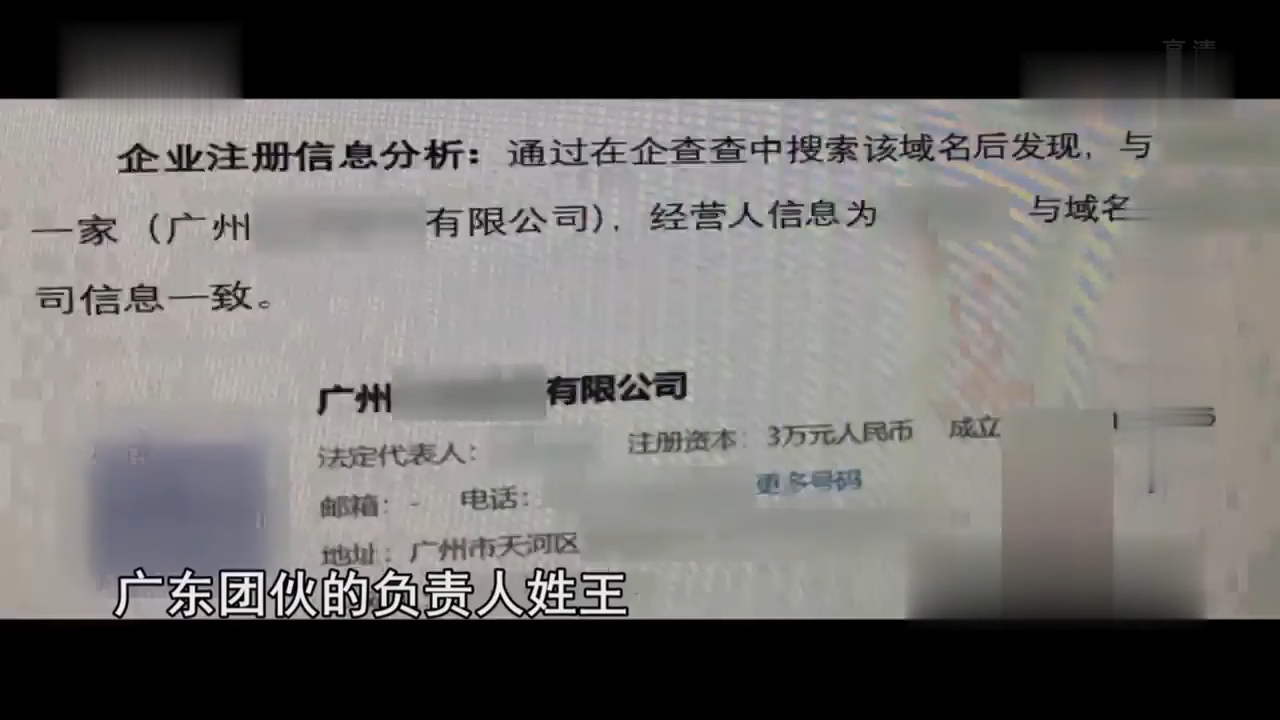 高清
企业注册信息分析：通过在企查查中搜索该域名后发现，与
一家（广州 有限公司），经营人信息为 与域名
司信息一致。
广州 有限公司
法定代表人： 注册资本：3万元人民币 成立
邮箱：- 电话： 更多号码
地址：广州市天河区
广东团伙的负责人姓王